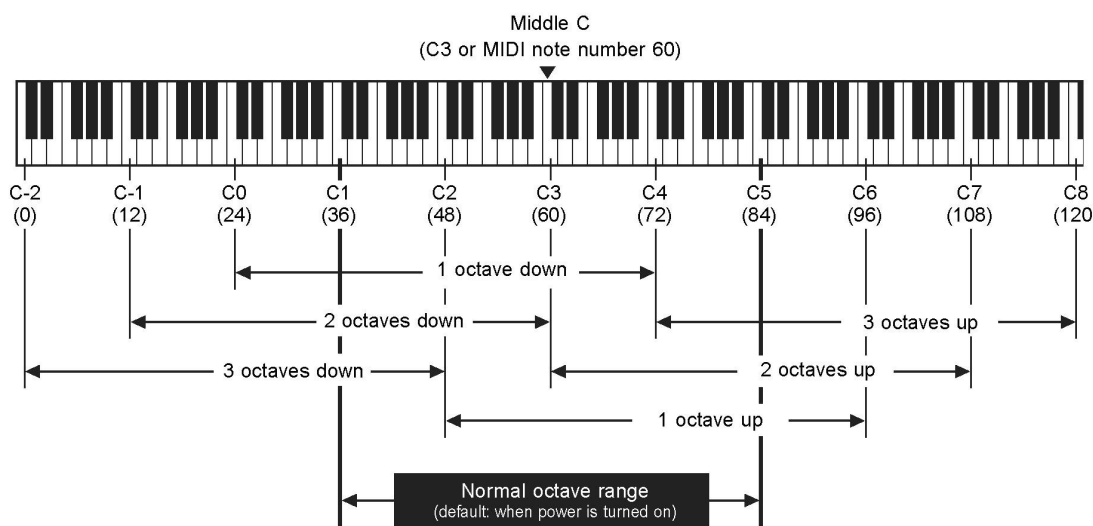 Middle C
(C3 or MIDI note number 60)
C-2 C-1 C0 C1 C2 C3 C4 C5 C6 C7 C8
(0) (12) (24) (36) (48) (60) (72) (84) (96) (108) (120
1 octave down
2 octaves down 3 octaves up
3 octaves down 2 octaves up
1 octave up
Normal octave range
(default: when power is turned on)